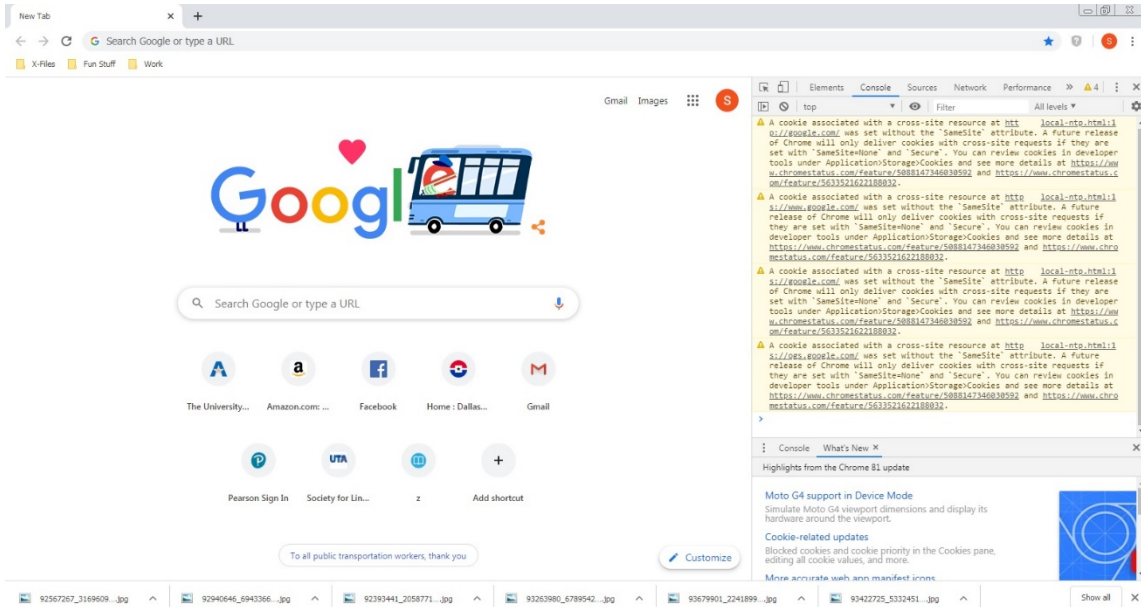 New Tab
Search Google or type a URL
S
X-Files Fun Stuff Work
Gmail Images S
Google
Search Google or type a URL
a
The University... Amazon.com: ... Facebook Home : Dallas... Gmail
UTA
Pearson Sign In Society for Lin... z Add shortcut
To all public transportation workers, thank you
Customize
Elements Console Sources Network Performance » 4
top Filter All levels
A cookie associated with a cross-site resource at htt local-ntp.html:1
p://google.com/ was set without the `SameSite` attribute. A future release
of Chrome will only deliver cookies with cross-site requests if they are
set with `SameSite=None` and `Secure`. You can review cookies in developer
tools under Application>Storage>Cookies and see more details at https://ww
w.chromestatus.com/feature/5088147346030592 and https://www.chromestatus.c
om/feature/5633521622188032.
A cookie associated with a cross-site resource at http local-ntp.html:1
s://www.google.com/ was set without the `SameSite` attribute. A future
release of Chrome will only deliver cookies with cross-site requests if
they are set with `SameSite=None` and `Secure`. You can review cookies in
developer tools under Application>Storage>Cookies and see more details at
https://www.chromestatus.com/feature/5088147346030592 and https://www.chro
mestatus.com/feature/5633521622188032.
A cookie associated with a cross-site resource at http local-ntp.html:1
s://google.com/ was set without the `SameSite` attribute. A future release
of Chrome will only deliver cookies with cross-site requests if they are
set with `SameSite=None` and `Secure`. You can review cookies in developer
tools under Application>Storage>Cookies and see more details at https://ww
w.chromestatus.com/feature/5088147346030592 and https://www.chromestatus.c
om/feature/5633521622188032.
A cookie associated with a cross-site resource at http local-ntp.html:1
s://ogs.google.com/ was set without the `SameSite` attribute. A future
release of Chrome will only deliver cookies with cross-site requests if
they are set with `SameSite=None` and `Secure`. You can review cookies in
developer tools under Application>Storage>Cookies and see more details at
https://www.chromestatus.com/feature/5088147346030592 and https://www.chro
mestatus.com/feature/5633521622188032.
Console What's New
Highlights from the Chrome 81 update
Moto G4 support in Device Mode
Simulate Moto G4 viewport dimensions and display its
hardware around the viewport.
Cookie-related updates
Blocked cookies and cookie priority in the Cookies pane,
editing all cookie values, and more.
More accurate web app manifest icons
92567267_3169609....jpg 92940646_6943366....jpg 92393441_2058771....jpg 93263980_6789542....jpg 93679901_2241899....jpg 93422725_5332451....jpg Show all